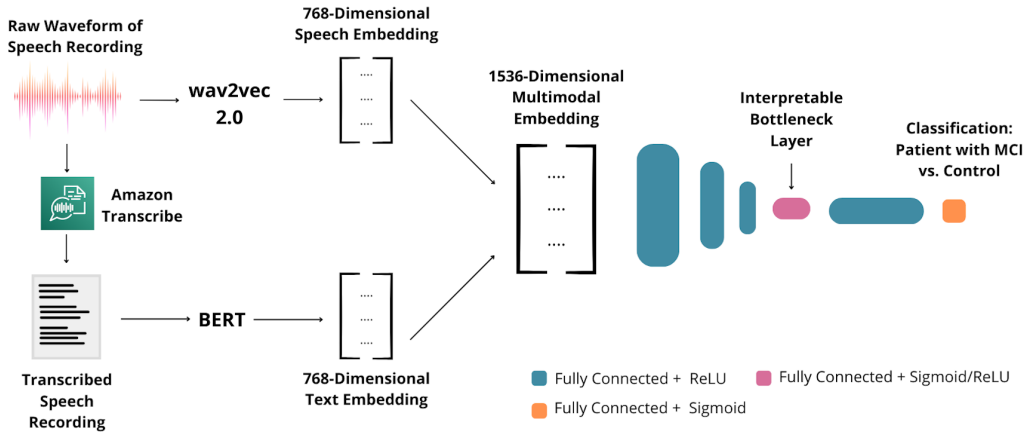 Raw Waveform of
Speech Recording
768-Dimensional
Speech Embedding
wav2vec
2.0
....
....
....
1536-Dimensional
Multimodal
Embedding
....
....
....
Interpretable
Bottleneck
Layer
Classification:
Patient with MCI
vs. Control
Amazon
Transcribe
BERT
....
....
....
Transcribed
Speech
Recording
768-Dimensional
Text Embedding
Fully Connected + ReLU
Fully Connected + Sigmoid/ReLU
Fully Connected + Sigmoid